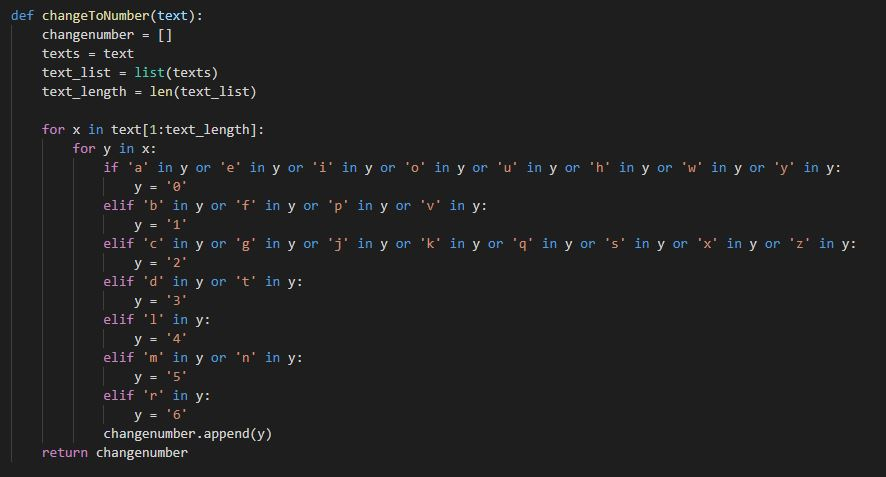 def changeToNumber(text):
    changenumber = []
    texts = text
    text_list = list(texts)
    text_length = len(text_list)

    for x in text[1:text_length]:
        for y in x:
            if 'a' in y or 'e' in y or 'i' in y or 'o' in y or 'u' in y or 'h' in y or 'w' in y or 'y' in y:
                y = '0'
            elif 'b' in y or 'f' in y or 'p' in y or 'v' in y:
                y = '1'
            elif 'c' in y or 'g' in y or 'j' in y or 'k' in y or 'q' in y or 's' in y or 'x' in y or 'z' in y:
                y = '2'
            elif 'd' in y or 't' in y:
                y = '3'
            elif 'l' in y:
                y = '4'
            elif 'm' in y or 'n' in y:
                y = '5'
            elif 'r' in y:
                y = '6'
            changenumber.append(y)
    return changenumber